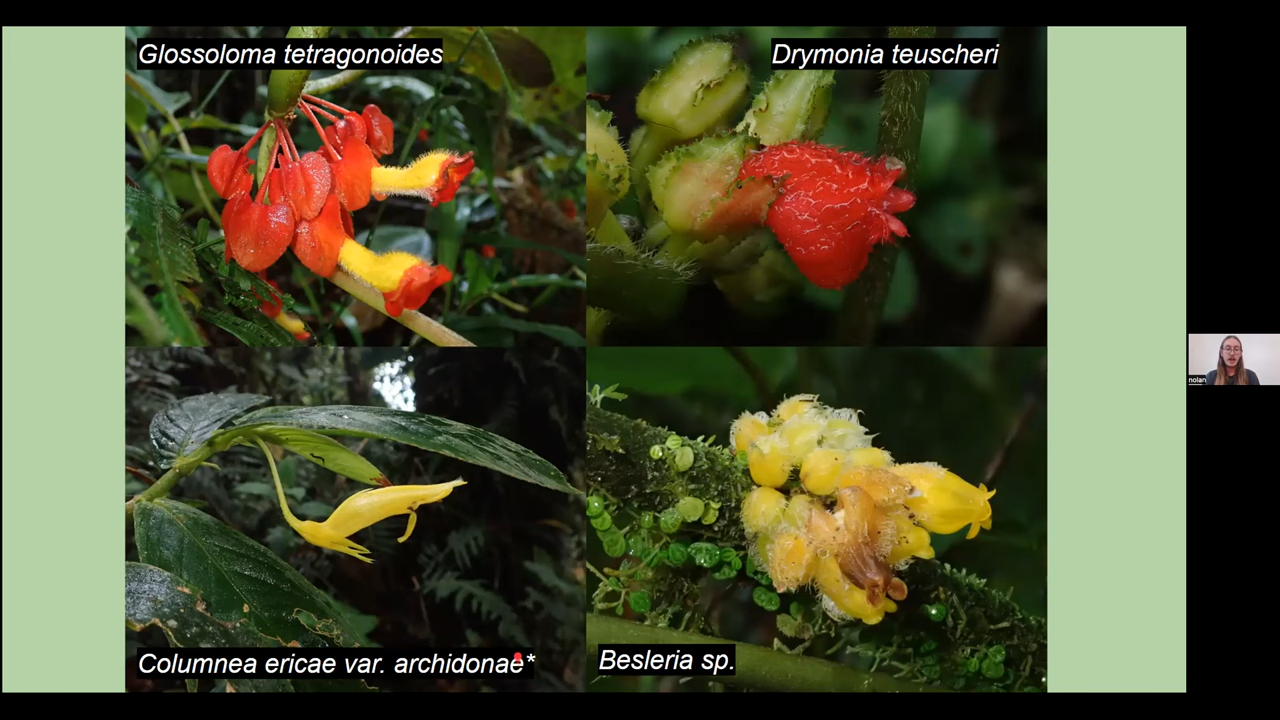 Glossoloma tetragonoides
Drymonia teuscheri
Columnea ericae var. archidonae*
Besleria sp.
nolan